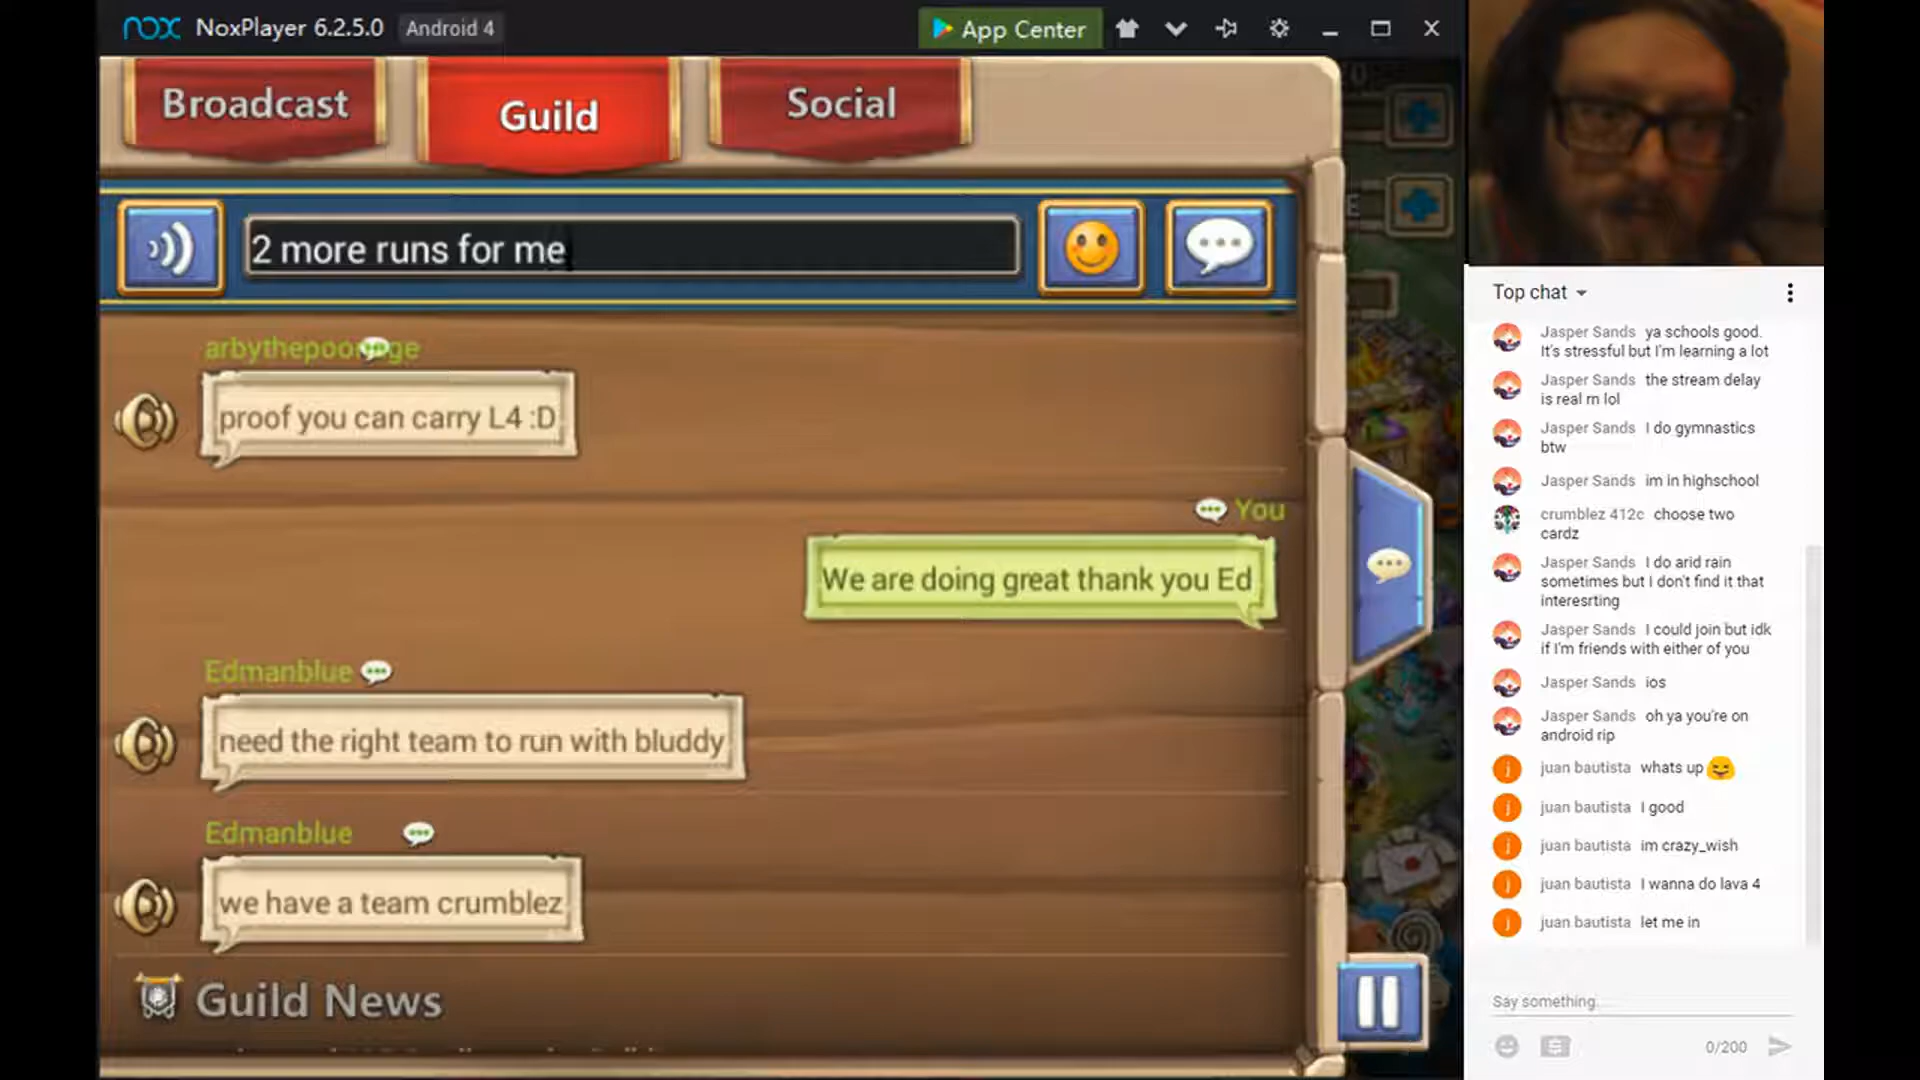 nox NoxPlayer 6.2.5.0 Android 4 App Center
Broadcast
Guild
Social
2 more runs for me
proof you can carry L4 :D
You
We are doing great thank you Ed
Edmanblue
need the right team to run with bluddy
Edmanblue
we have a team crumblez
Guild News
Top chat
Jasper Sands ya schools good.
It's stressful but I'm learning a lot
Jasper Sands the stream delay
is real rn lol
Jasper Sands I do gymnastics
btw
Jasper Sands im in highschool
crumblez 412c choose two
cardz
Jasper Sands I do arid rain
sometimes but I don't find it that
interesrting
Jasper Sands I could join but idk
if I'm friends with either of you
Jasper Sands ios
Jasper Sands oh ya you're on
android rip
j juan bautista whats up
j juan bautista I good
j juan bautista im crazy_wish
j juan bautista I wanna do lava 4
j juan bautista let me in
Say something...
0/200